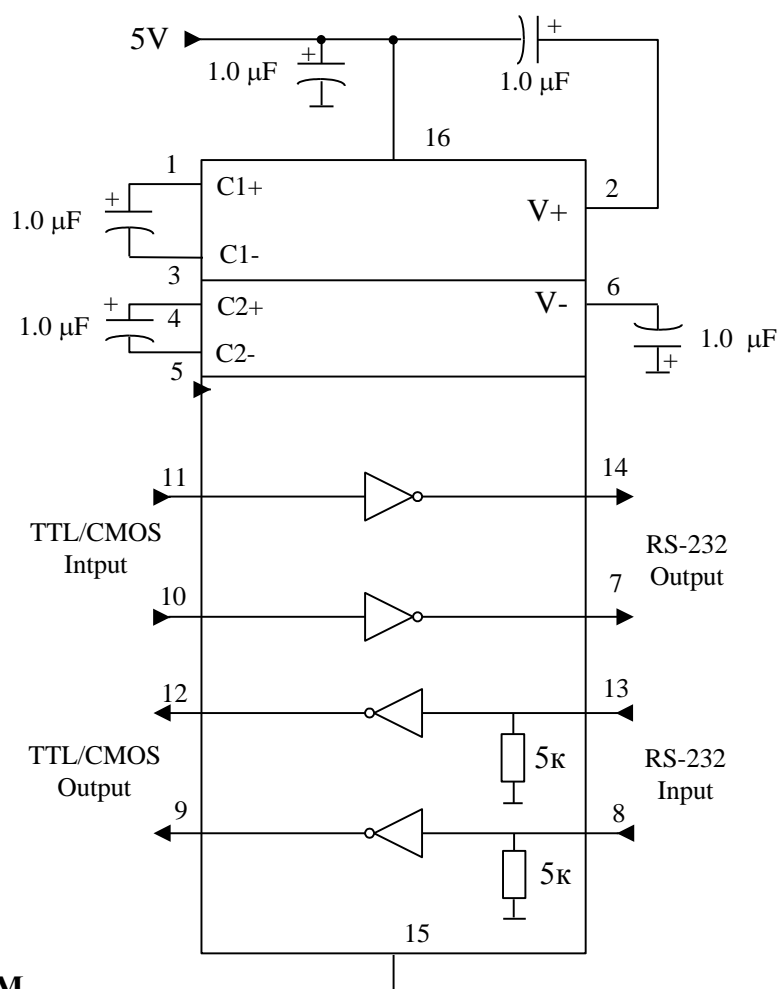 5V
+
1.0 μF
+
1.0 μF
16
1
C1+
+
1.0 μF
C1-
3
2
V+
C2+
+
4
1.0 μF
C2-
5
V-
6
1.0 μF
+
11
14
TTL/CMOS
Intput
RS-232
Output
10
7
12
13
TTL/CMOS
Output
5к
RS-232
Input
9
8
5к
15